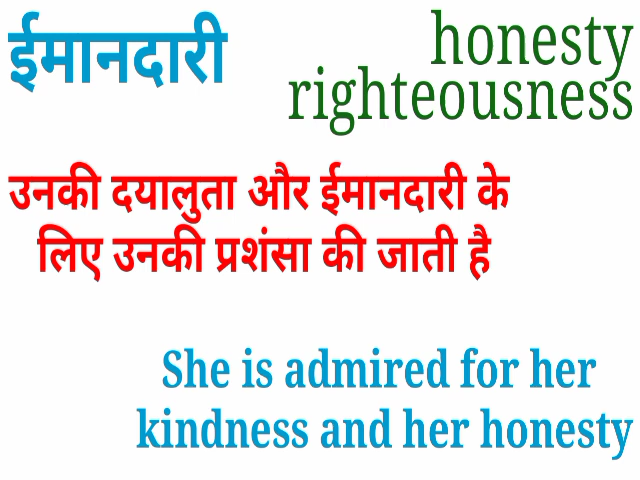 ईमानदारी
honesty
righteousness
उनकी दयालुता और ईमानदारी के
लिए उनकी प्रशंसा की जाती है
She is admired for her
kindness and her honesty